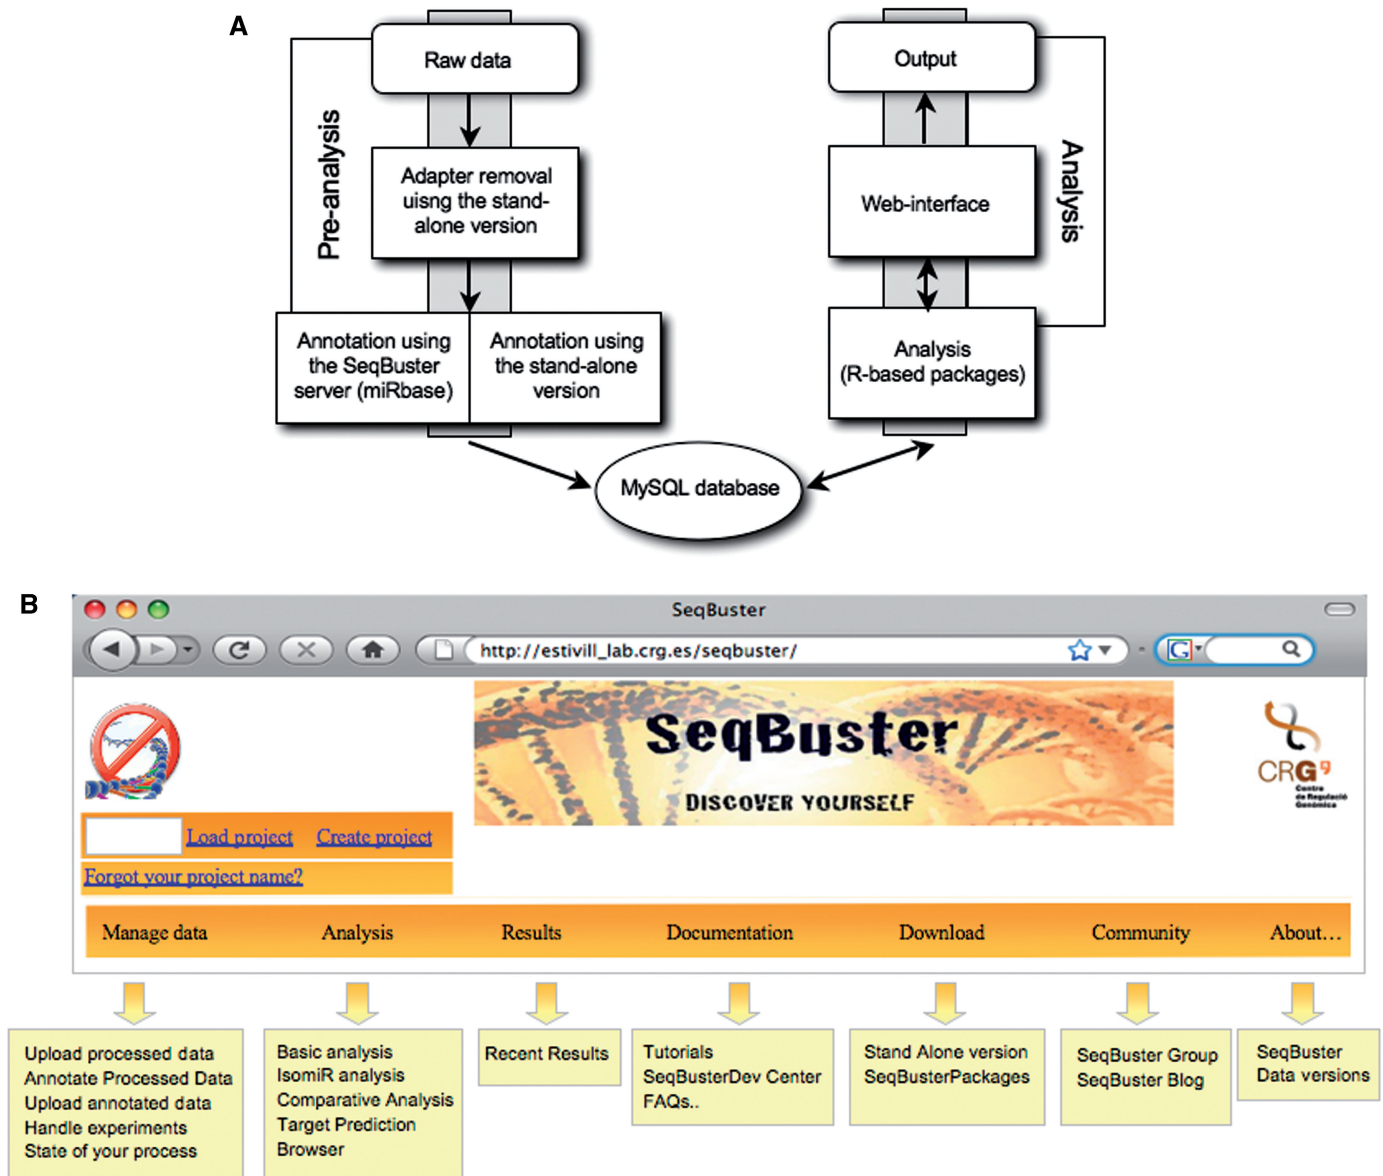 A
Raw data
Pre-analysis
Adapter removal
uisng the stand-
alone version
Annotation using
the SeqBuster
server (miRbase)
Annotation using
the stand-alone
version
MySQL database
Output
Web-interface
Analysis
Analysis
(R-based packages)
B
SeqBuster
http://estivill_lab.crg.es/seqbuster/
G
SeqBuster
DISCOVER YOURSELF
CRG
Centre
de Regulació
Genòmica
Load project Create project
Forgot your project name?
Manage data Analysis Results Documentation Download Community About...
Upload processed data
Annotate Processed Data
Upload annotated data
Handle experiments
State of your process
Basic analysis
IsomiR analysis
Comparative Analysis
Target Prediction
Browser
Recent Results
Tutorials
SeqBusterDev Center
FAQs..
Stand Alone version
SeqBusterPackages
SeqBuster Group
SeqBuster Blog
SeqBuster
Data versions